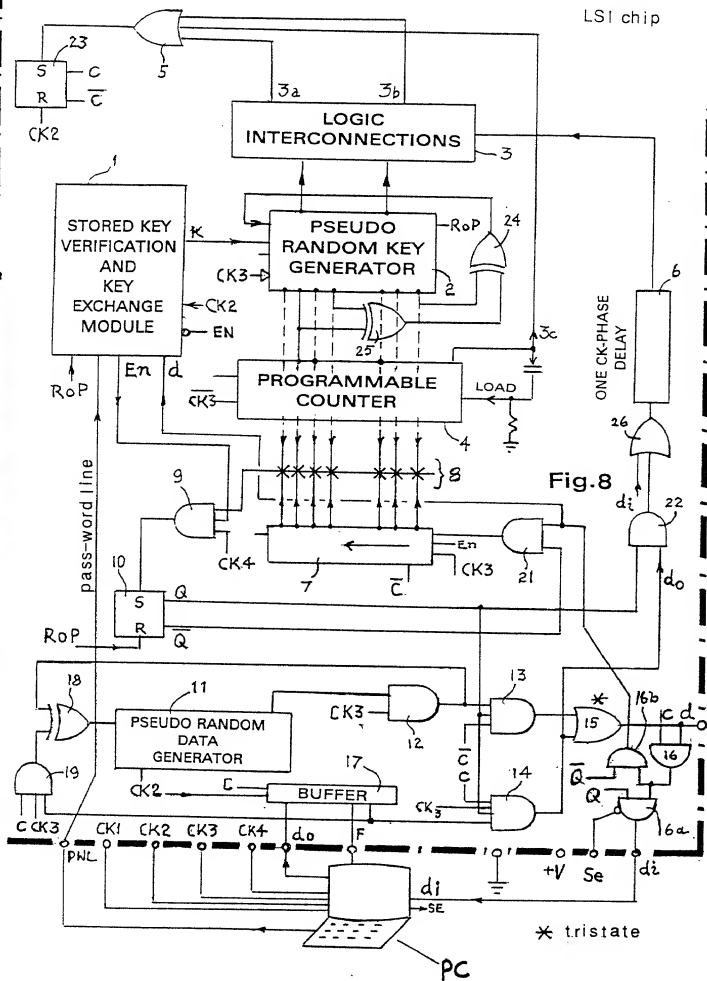 LSI chip
23
S
C
R
C̅
CK2
5
3a
3b
LOGIC
INTERCONNECTIONS
3
1
STORED KEY
VERIFICATION
AND
KEY
EXCHANGE
MODULE
K
CK2
EN
RoP
En
d
PSEUDO
RANDOM KEY
GENERATOR
RoP
CK3
2
24
25
3c
PROGRAMMABLE
COUNTER
C̅K̅3̅
LOAD
4
6
ONE CK-PHASE
DELAY
26
di
22
do
Fig.8
pass-word line
9
CK4
8
7
En
CK3
C̅
21
10
S
Q
R
Q̅
RoP
18
11
PSEUDO RANDOM
DATA
GENERATOR
CK3
12
13
C̅
C
14
CK3
15
*
16b
C
d
16
Q̅
Q
6a
19
C
CK3
CK2
17
BUFFER
PWL
CK1
CK2
CK3
CK4
do
F
+V
Se
di
di
SE
* tristate
PC